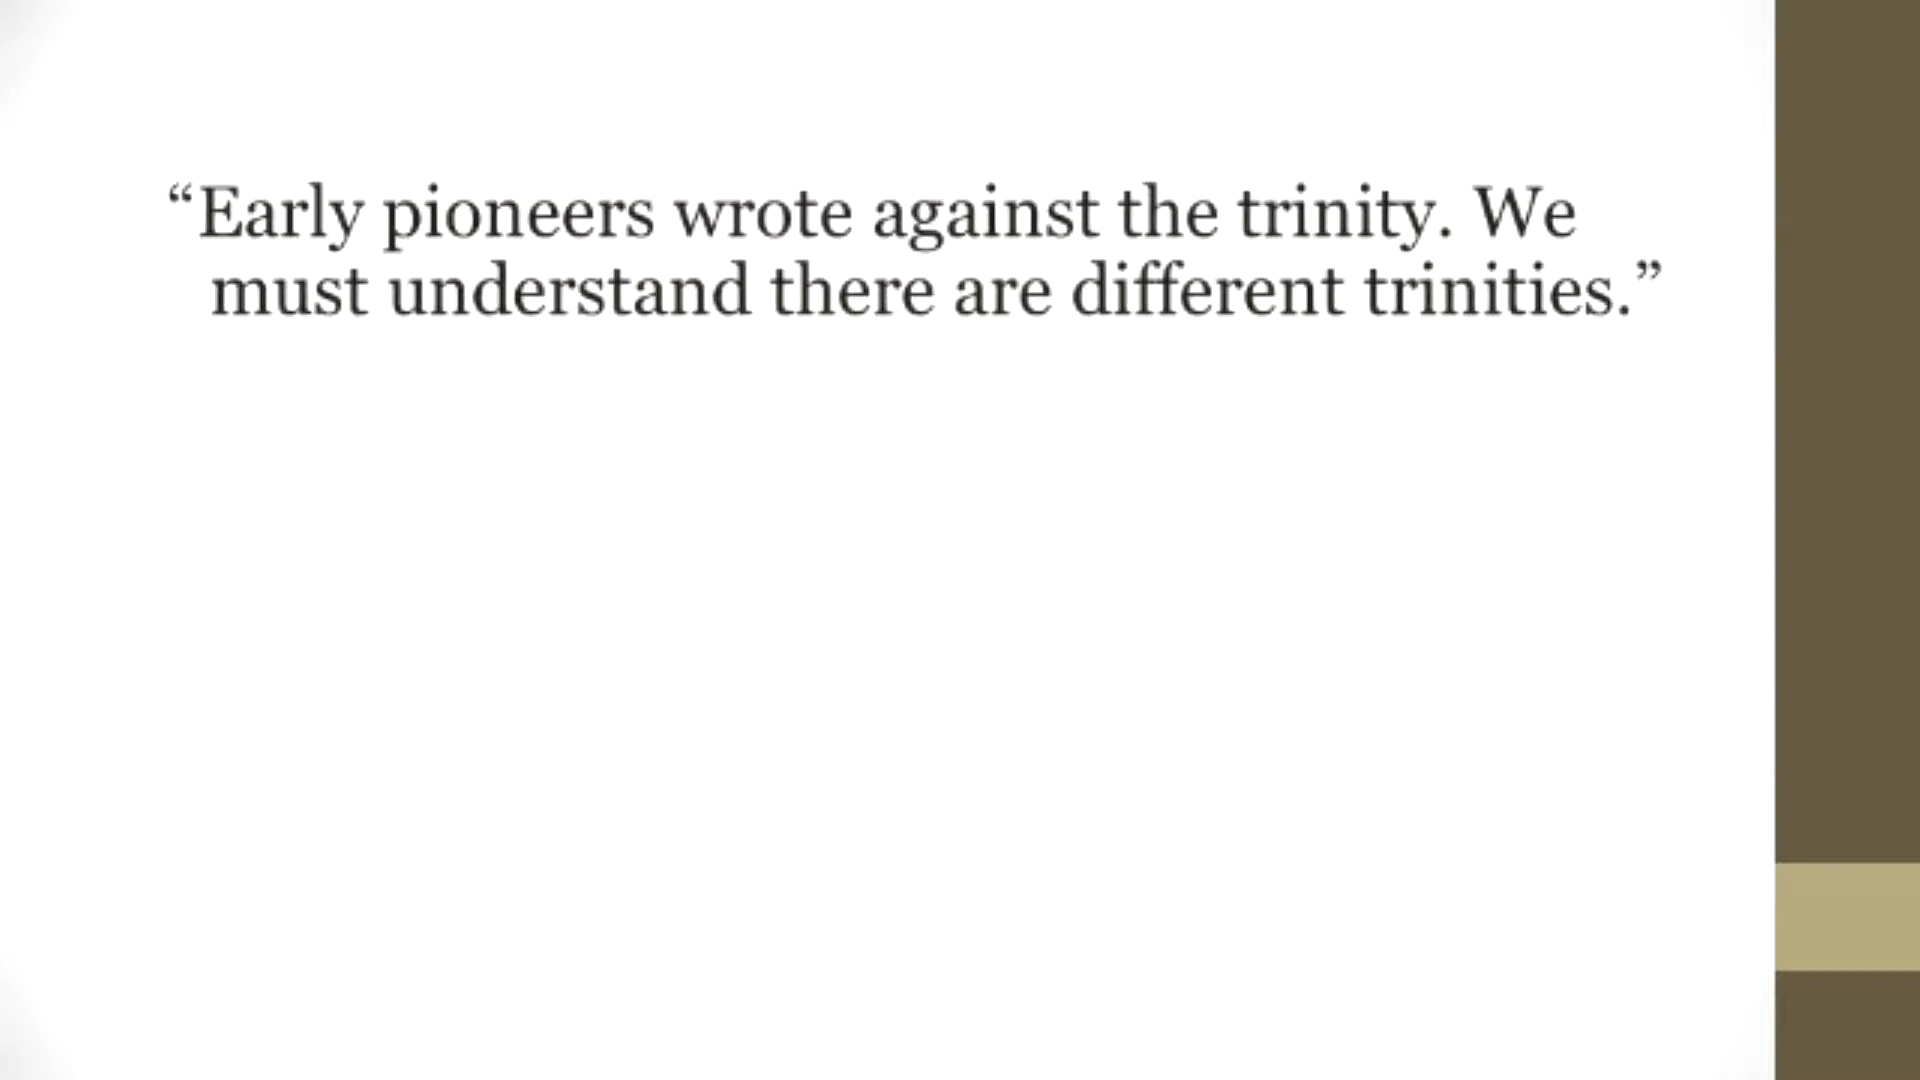 “Early pioneers wrote against the trinity. We
must understand there are different trinities.”